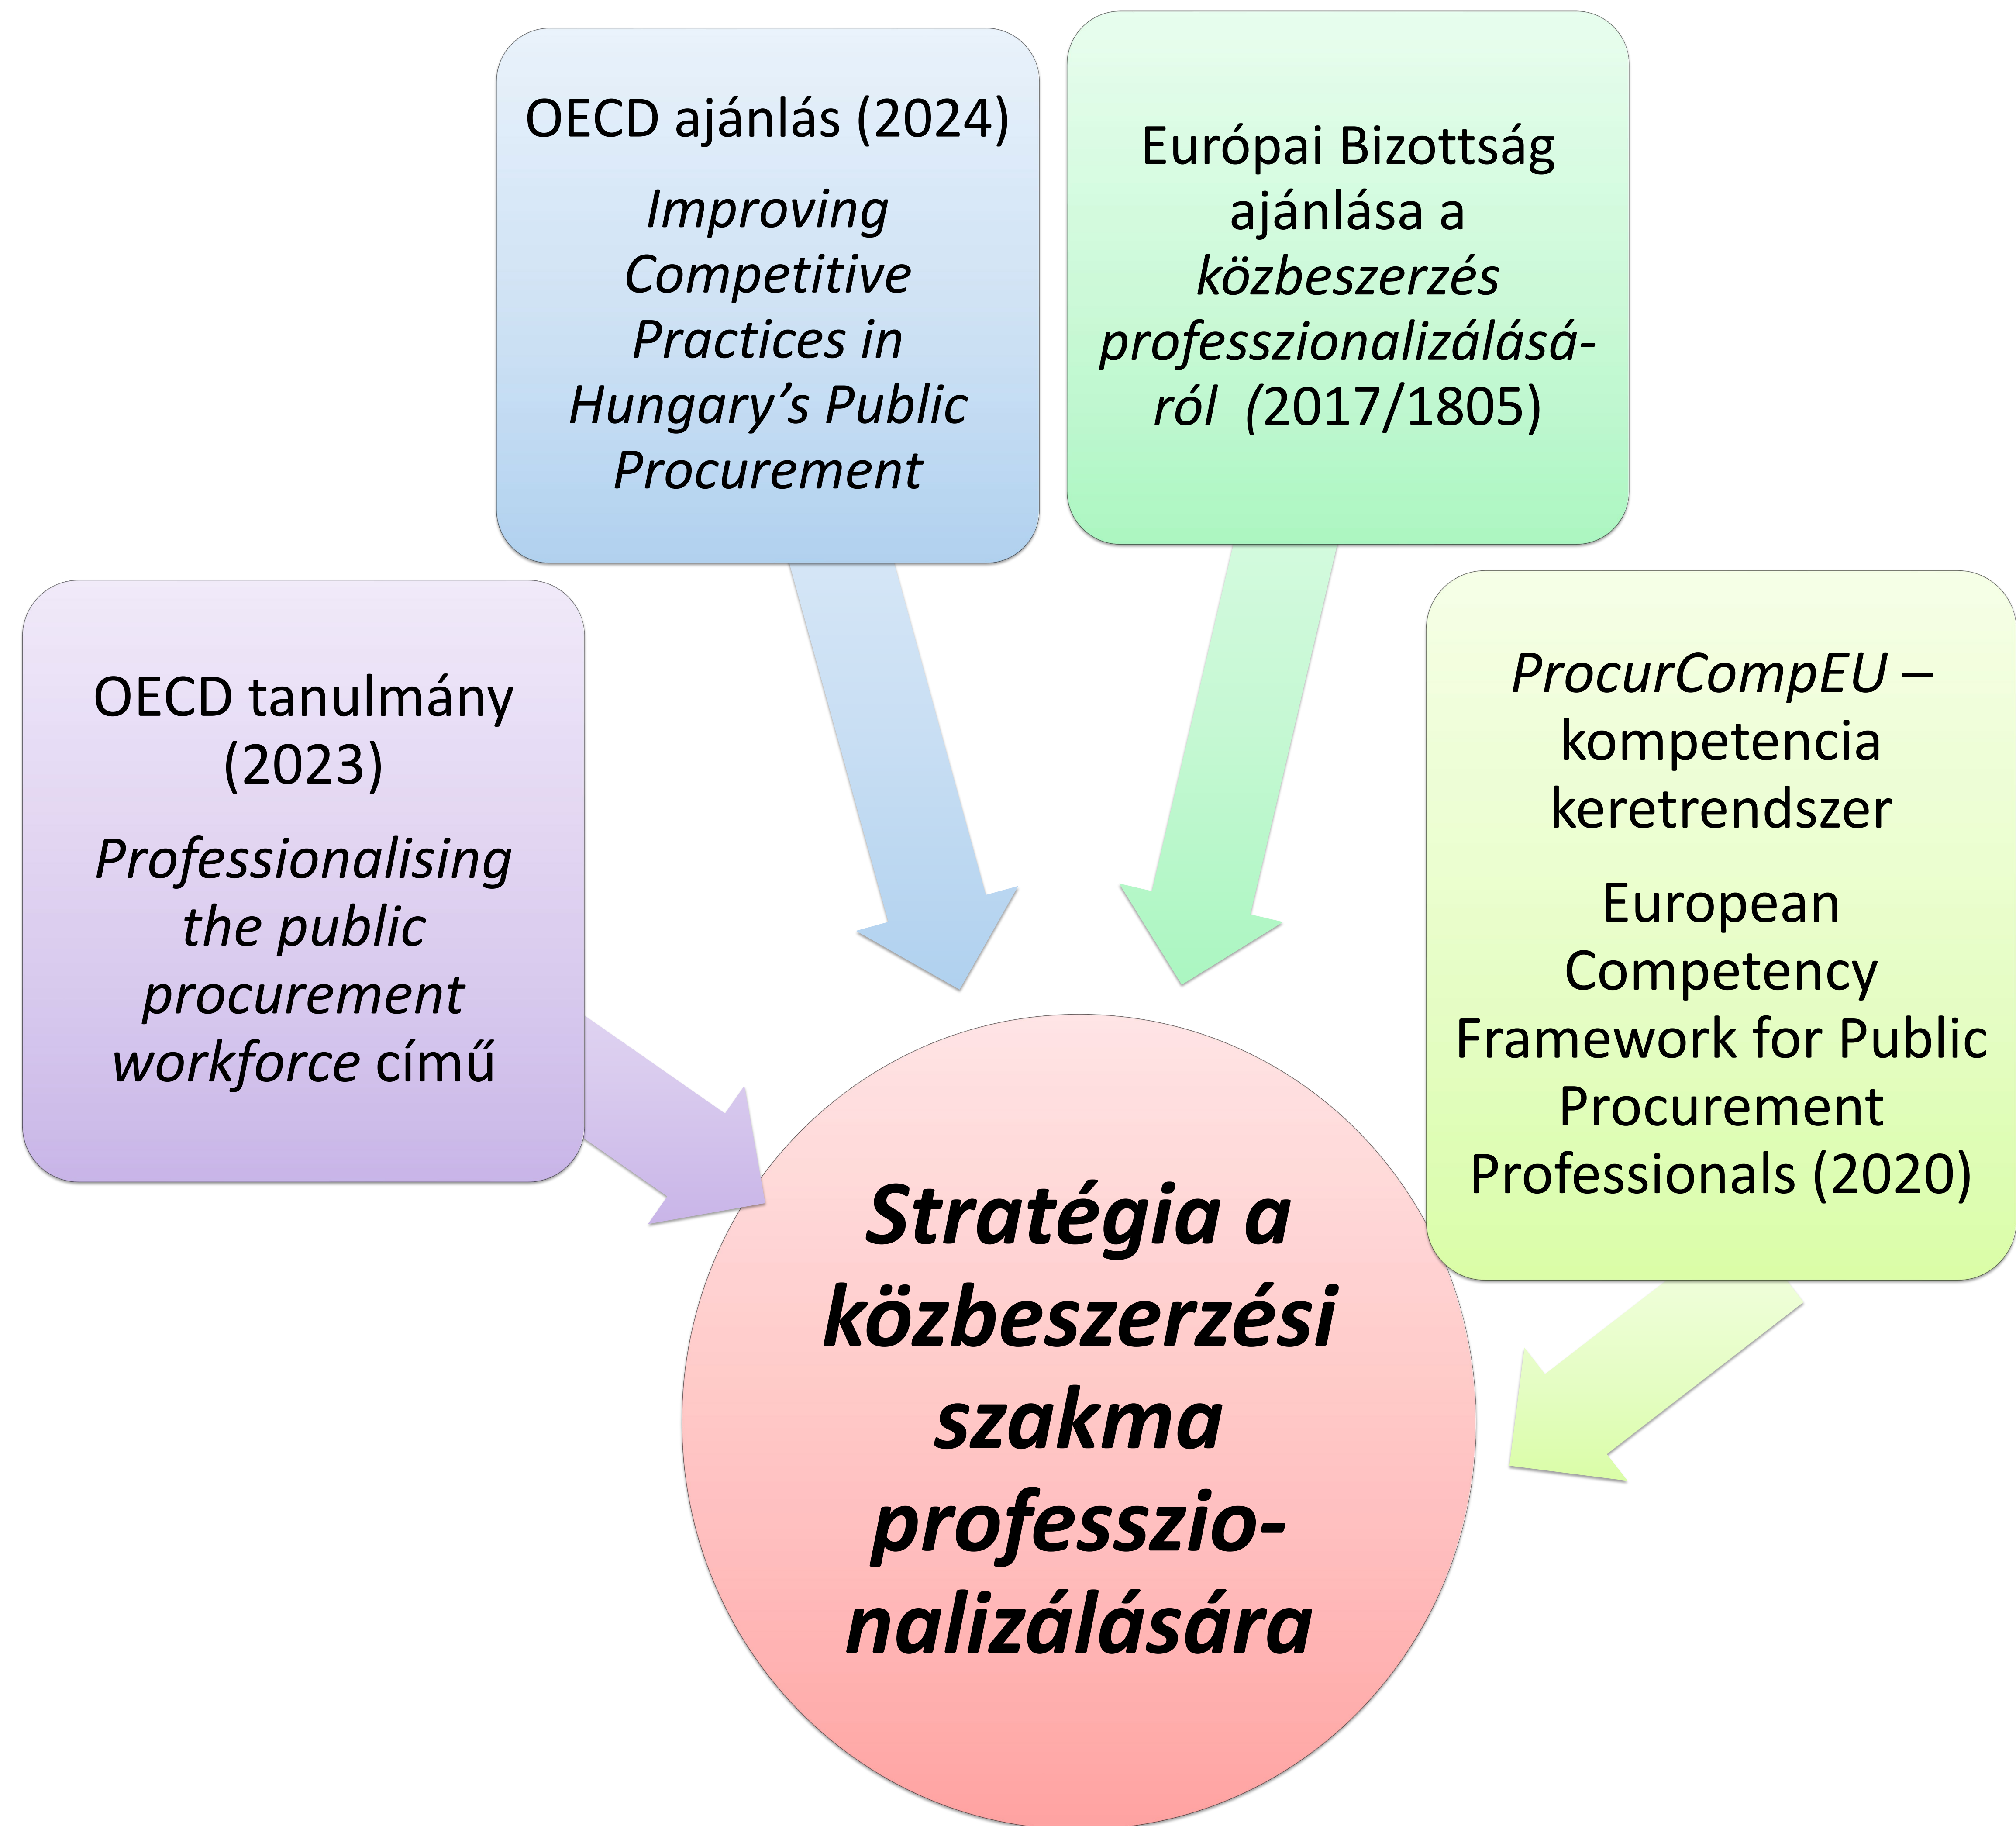 OECD ajánlás (2024)
Improving
Competitive
Practices in
Hungary’s Public
Procurement
Európai Bizottság
ajánlása a
közbeszerzés
professzionalizálásá-
ról (2017/1805)
OECD tanulmány
(2023)
Professionalising
the public
procurement
workforce című
ProcurCompEU –
kompetencia
keretrendszer
European
Competency
Framework for Public
Procurement
Professionals (2020)
Stratégia a
közbeszerzési
szakma
professzio-
nalizálására